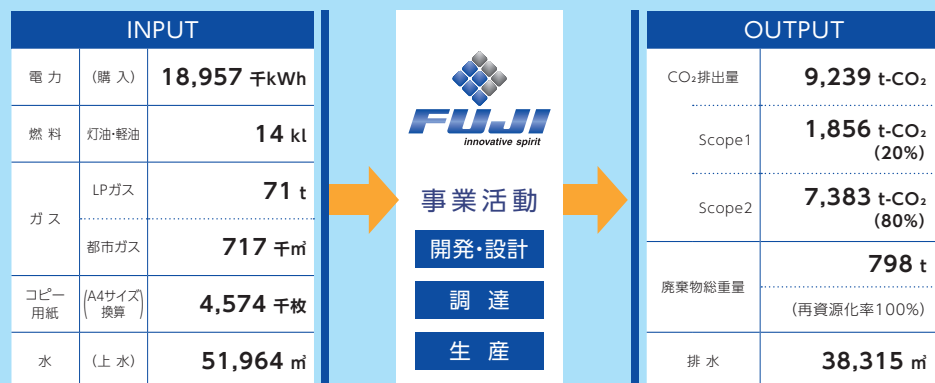 INPUT
電 力 (購 入) 18,957 千kWh
燃 料 灯油・軽油 14 kl
ガ ス
LPガス 71 t
都市ガス 717 千㎥
コピー
用紙
(A4サイズ
換算)
4,574 千枚
水 (上 水) 51,964 ㎥
FUJI
innovative spirit
事業活動
開発・設計
調 達
生 産
OUTPUT
CO₂排出量 9,239 t-CO₂
Scope1 1,856 t-CO₂
(20%)
Scope2 7,383 t-CO₂
(80%)
廃棄物総重量
798 t
(再資源化率100%)
排 水 38,315 ㎥